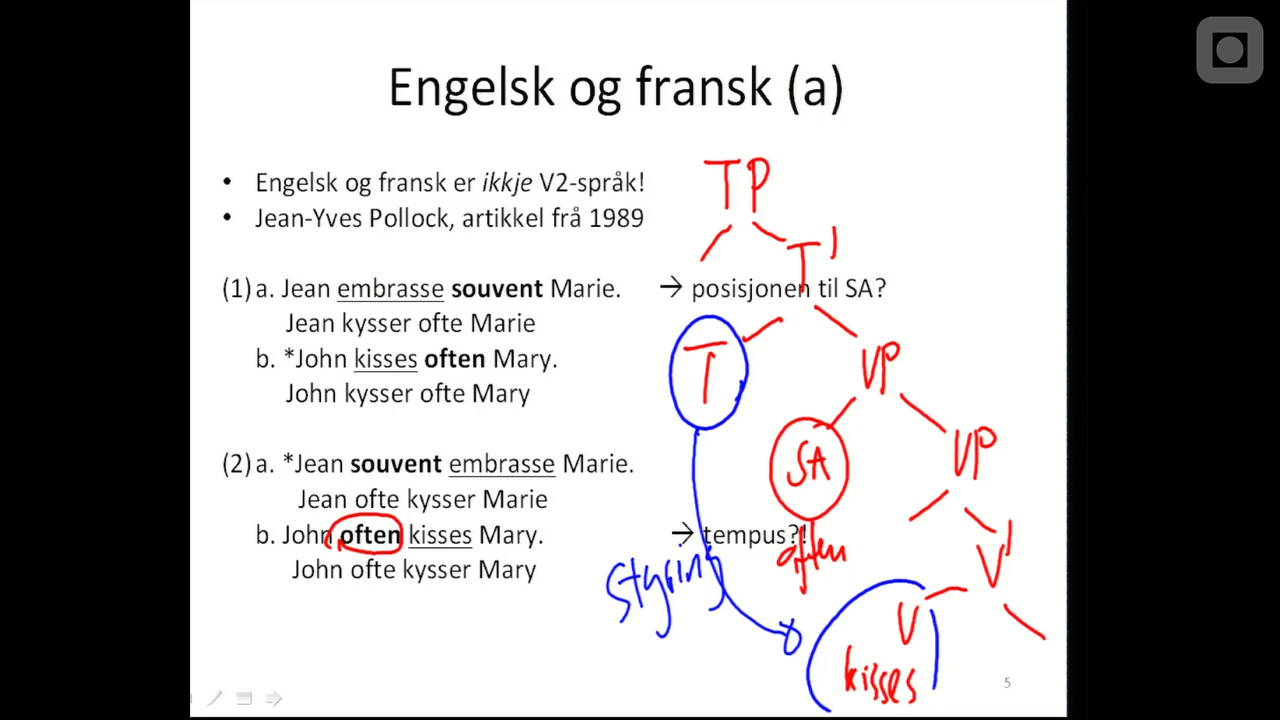 Engelsk og fransk (a)
• Engelsk og fransk er ikkje V2-språk!
• Jean-Yves Pollock, artikkel frå 1989
(1) a. Jean embrasse souvent Marie. → posisjonen til SA?
Jean kysser ofte Marie
b. *John kisses often Mary.
John kysser ofte Mary
(2) a. *Jean souvent embrasse Marie.
Jean ofte kysser Marie
b. John often kisses Mary. → tempus?!
John ofte kysser Mary
TP
T'
T
VP
SA
VP
often
V'
styring
V
kisses
5